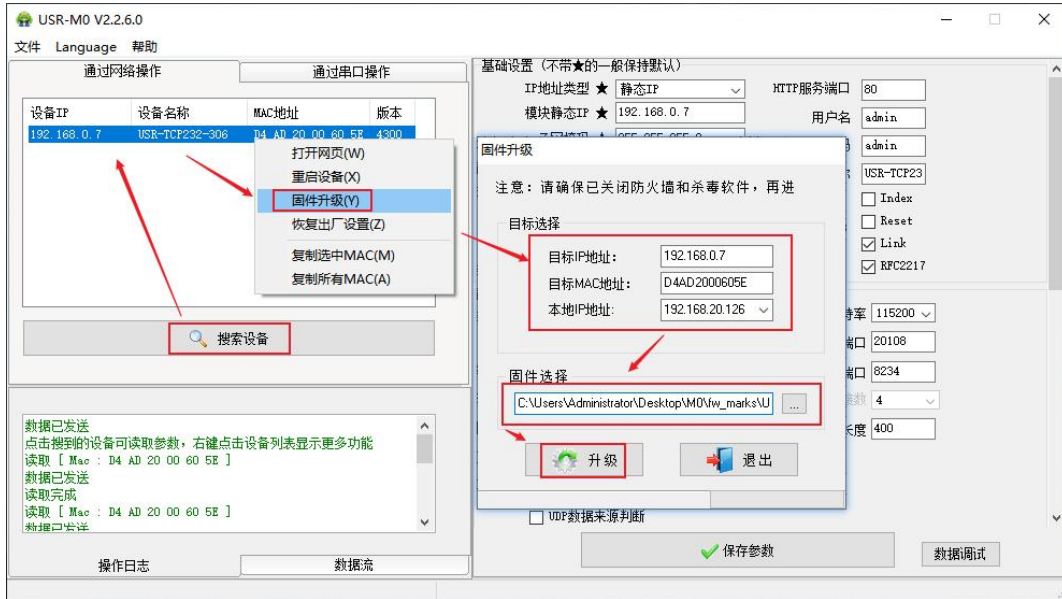 USR-M0 V2.2.6.0
文件 Language 帮助
通过网络操作 通过串口操作
设备IP 设备名称 MAC地址 版本
192.168.0.7 USR-TCP232-306 D4 AD 20 00 60 5E 4300
打开网页(W)
重启设备(X)
固件升级(Y)
恢复出厂设置(Z)
复制选中MAC(M)
复制所有MAC(A)
搜索设备
数据已发送
点击搜到的设备可读取参数，右键点击设备列表显示更多功能
读取 [ Mac : D4 AD 20 00 60 5E ]
数据已发送
读取完成
读取 [ Mac : D4 AD 20 00 60 5E ]
数据已发送
操作日志 数据流
基础设置（不带★的一般保持默认）
IP地址类型 ★ 静态IP HTTP服务端口 80
模块静态IP ★ 192.168.0.7 用户名 admin
admin
USR-TCP23
Index
Reset
Link
RFC2217
115200
20108
8234
4
长度 400
固件升级
注意：请确保已关闭防火墙和杀毒软件，再进
目标选择
目标IP地址： 192.168.0.7
目标MAC地址： D4AD2000605E
本地IP地址: 192.168.20.126
固件选择
C:\Users\Administrator\Desktop\M0\fw_marks\U ...
升级 退出
UDP数据来源判断
保存参数 数据调试